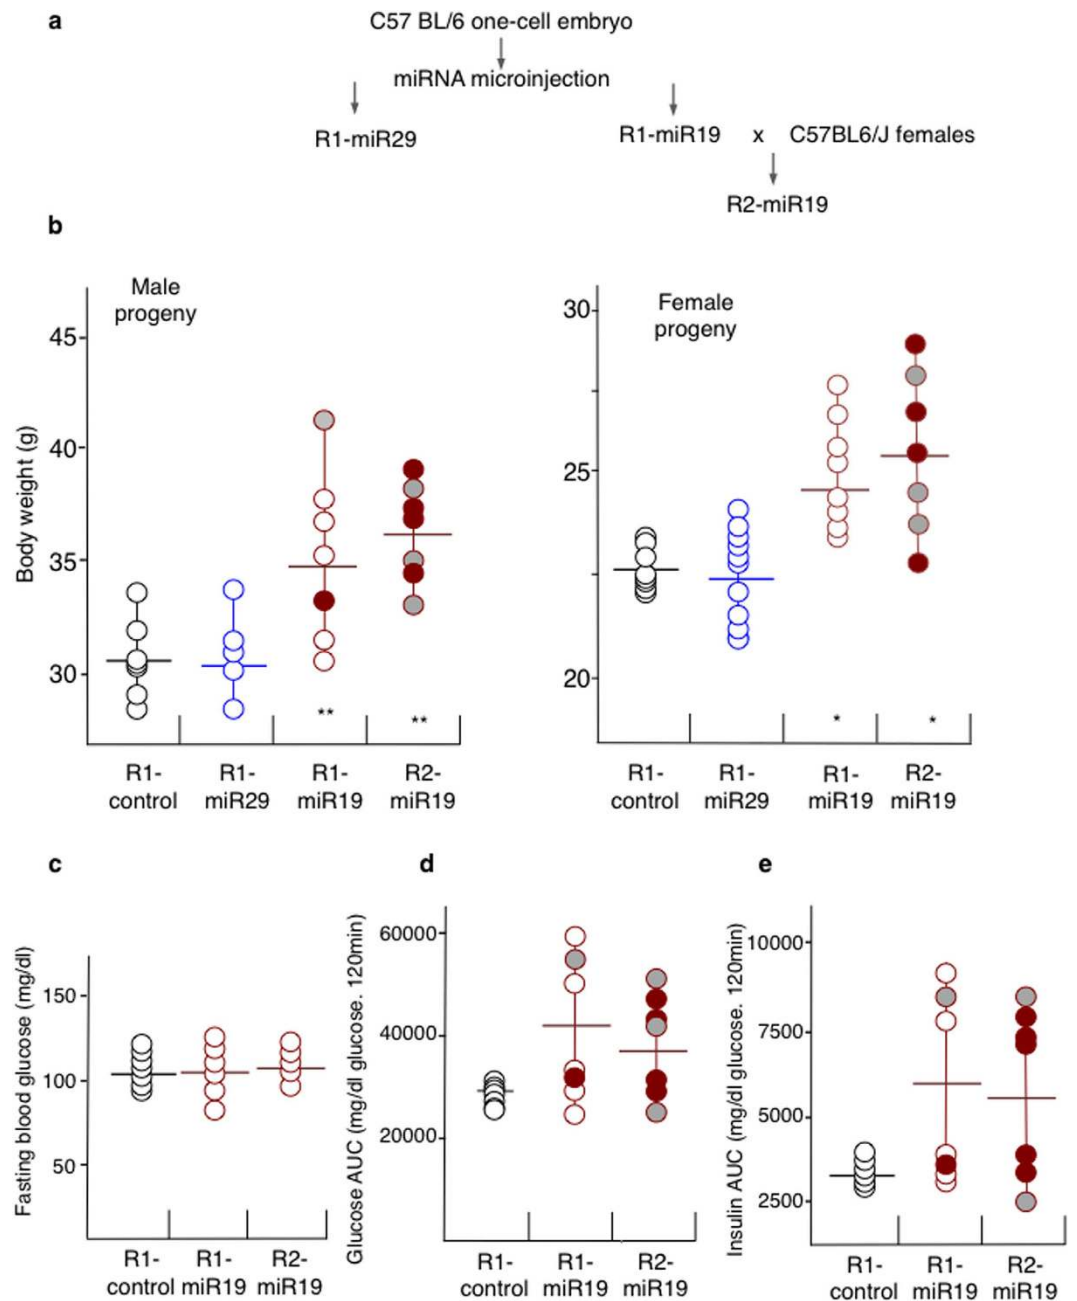 a
C57 BL/6 one-cell embryo
miRNA microinjection
R1-miR29
R1-miR19 x C57BL6/J females
R2-miR19
b
Male
progeny
Body weight (g)
45
40
35
30
**
**
R1-
control
R1-
miR29
R1-
miR19
R2-
miR19
Female
progeny
30
25
20
*
*
R1-
control
R1-
miR29
R1-
miR19
R2-
miR19
c
Fasting blood glucose (mg/dl)
150
100
50
R1-
control
R1-
miR19
R2-
miR19
d
Glucose AUC (mg/dl glucose. 120min)
60000
40000
20000
R1-
control
R1-
miR19
R2-
miR19
e
Insulin AUC (mg/dl glucose. 120min)
10000
7500
5000
2500
R1-
control
R1-
miR19
R2-
miR19